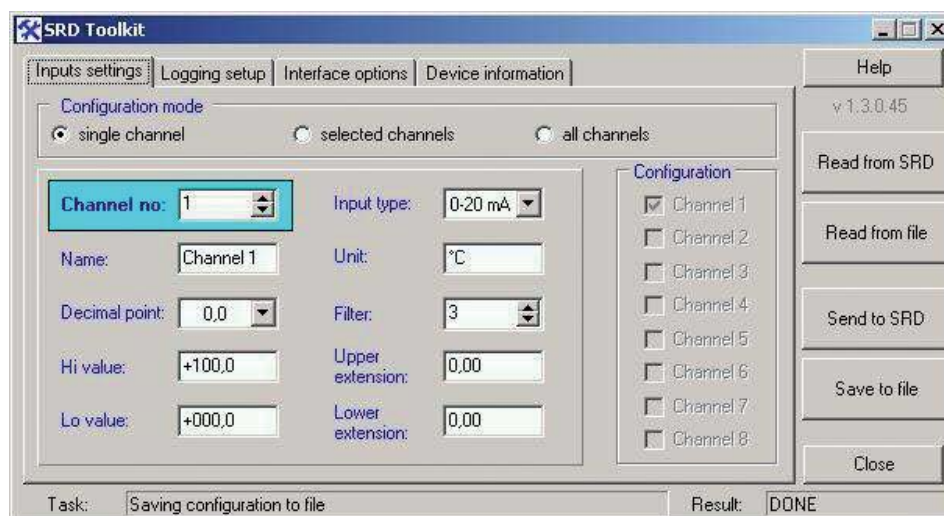 SRD Toolkit
Inputs settings Logging setup Interface options Device information
Help
v 1.3.0.45
Configuration mode
single channel selected channels all channels
Read from SRD
Read from file
Send to SRD
Save to file
Close
Channel no: 1 Input type: 0-20 mA
Name: Channel 1 Unit: °C
Decimal point: 0,0 Filter: 3
Hi value: +100,0 Upper extension: 0,00
Lo value: +000,0 Lower extension: 0,00
Configuration
Channel 1
Channel 2
Channel 3
Channel 4
Channel 5
Channel 6
Channel 7
Channel 8
Task: Saving configuration to file Result: DONE